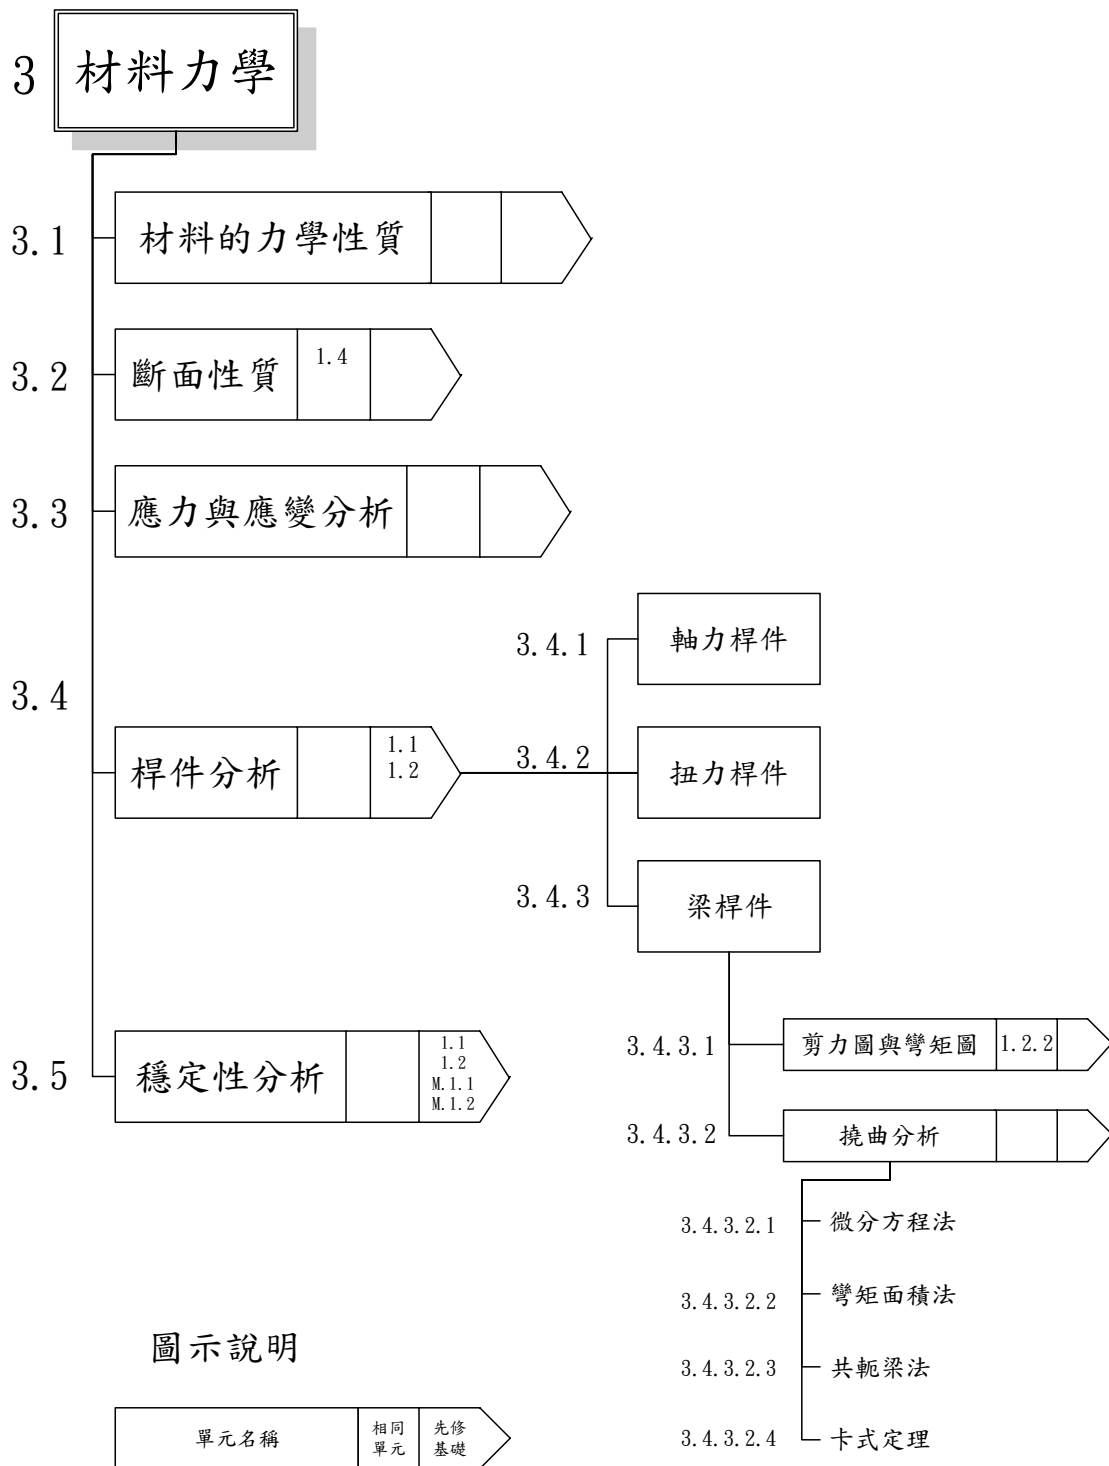 3 材料力學
3.1 材料的力學性質
3.2 斷面性質 1.4
3.3 應力與應變分析
3.4 桿件分析 1.1
1.2
3.4.1 軸力桿件
3.4.2 扭力桿件
3.4.3 梁桿件
3.4.3.1 剪力圖與彎矩圖 1.2.2
3.4.3.2 撓曲分析
3.4.3.2.1 微分方程法
3.4.3.2.2 彎矩面積法
3.4.3.2.3 共軛梁法
3.4.3.2.4 卡式定理
3.5 穩定性分析 1.1
1.2
M.1.1
M.1.2
圖示說明
單元名稱
相同
單元
先修
基礎